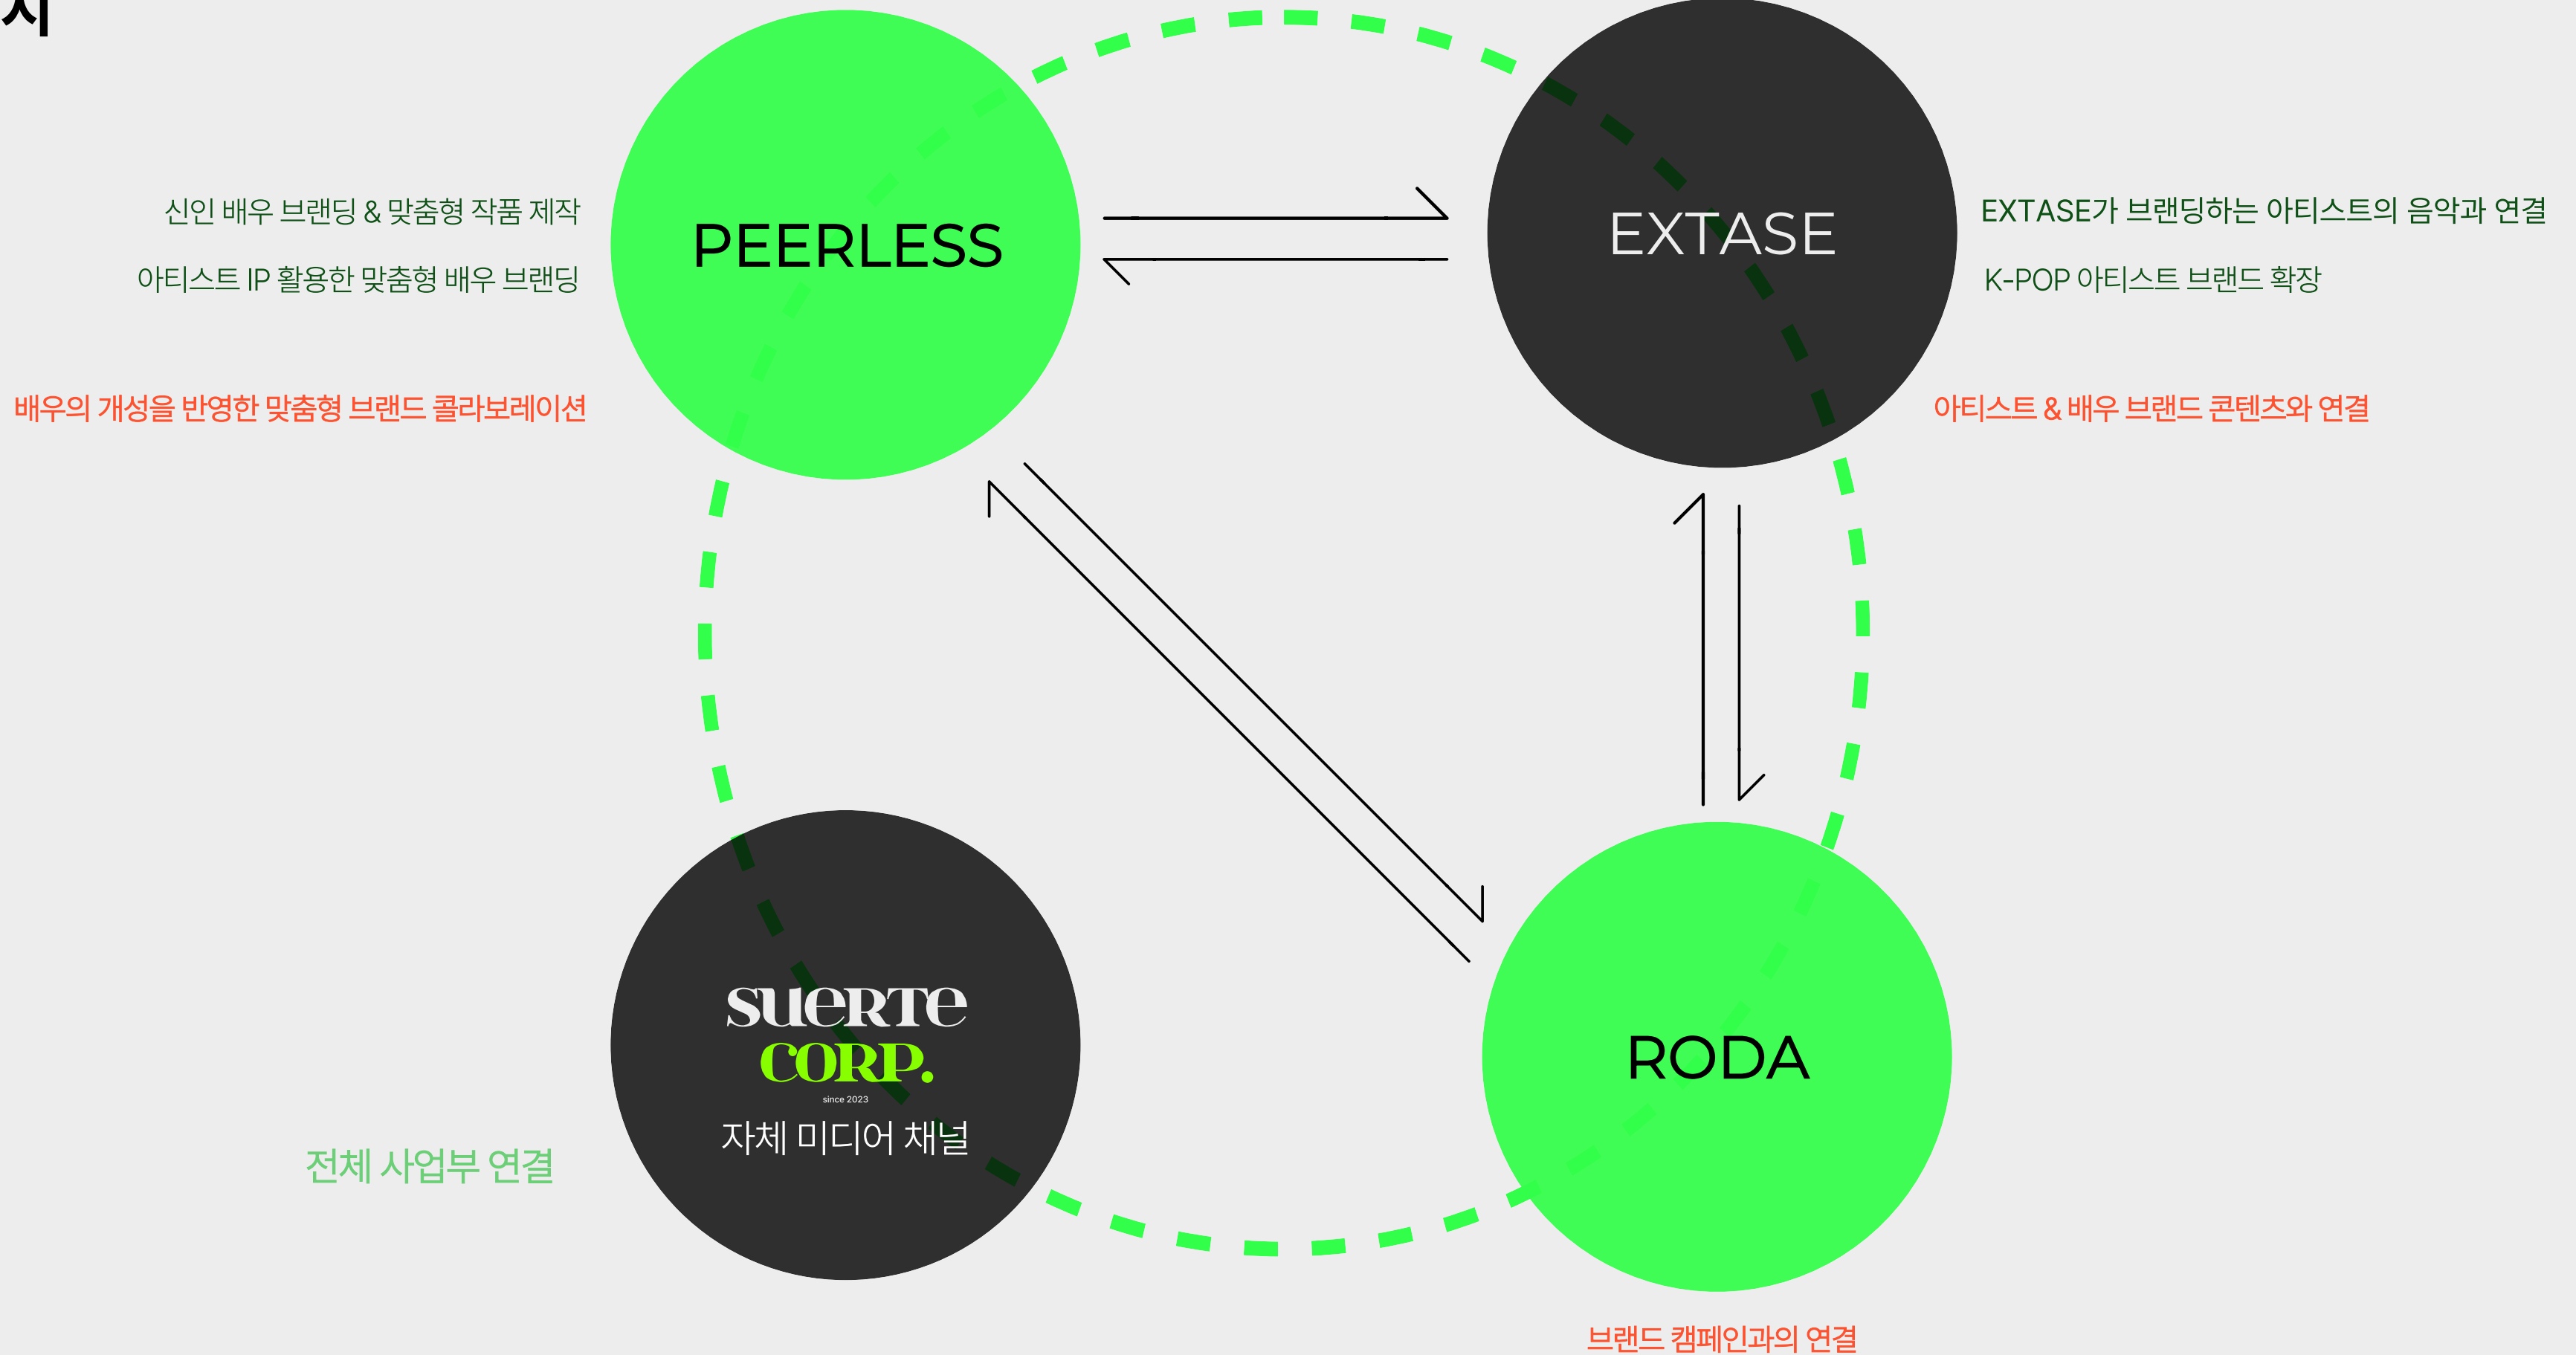 PEERLESS
EXTASE
신인 배우 브랜딩 & 맞춤형 작품 제작
EXTASE가 브랜딩하는 아티스트의 음악과 연결
아티스트 IP 활용한 맞춤형 배우 브랜딩
K-POP 아티스트 브랜드 확장
배우의 개성을 반영한 맞춤형 브랜드 콜라보레이션
아티스트 & 배우 브랜드 콘텐츠와 연결
SUERTE
CORP.
since 2023
자체 미디어 채널
RODA
전체 사업부 연결
브랜드 캠페인과의 연결